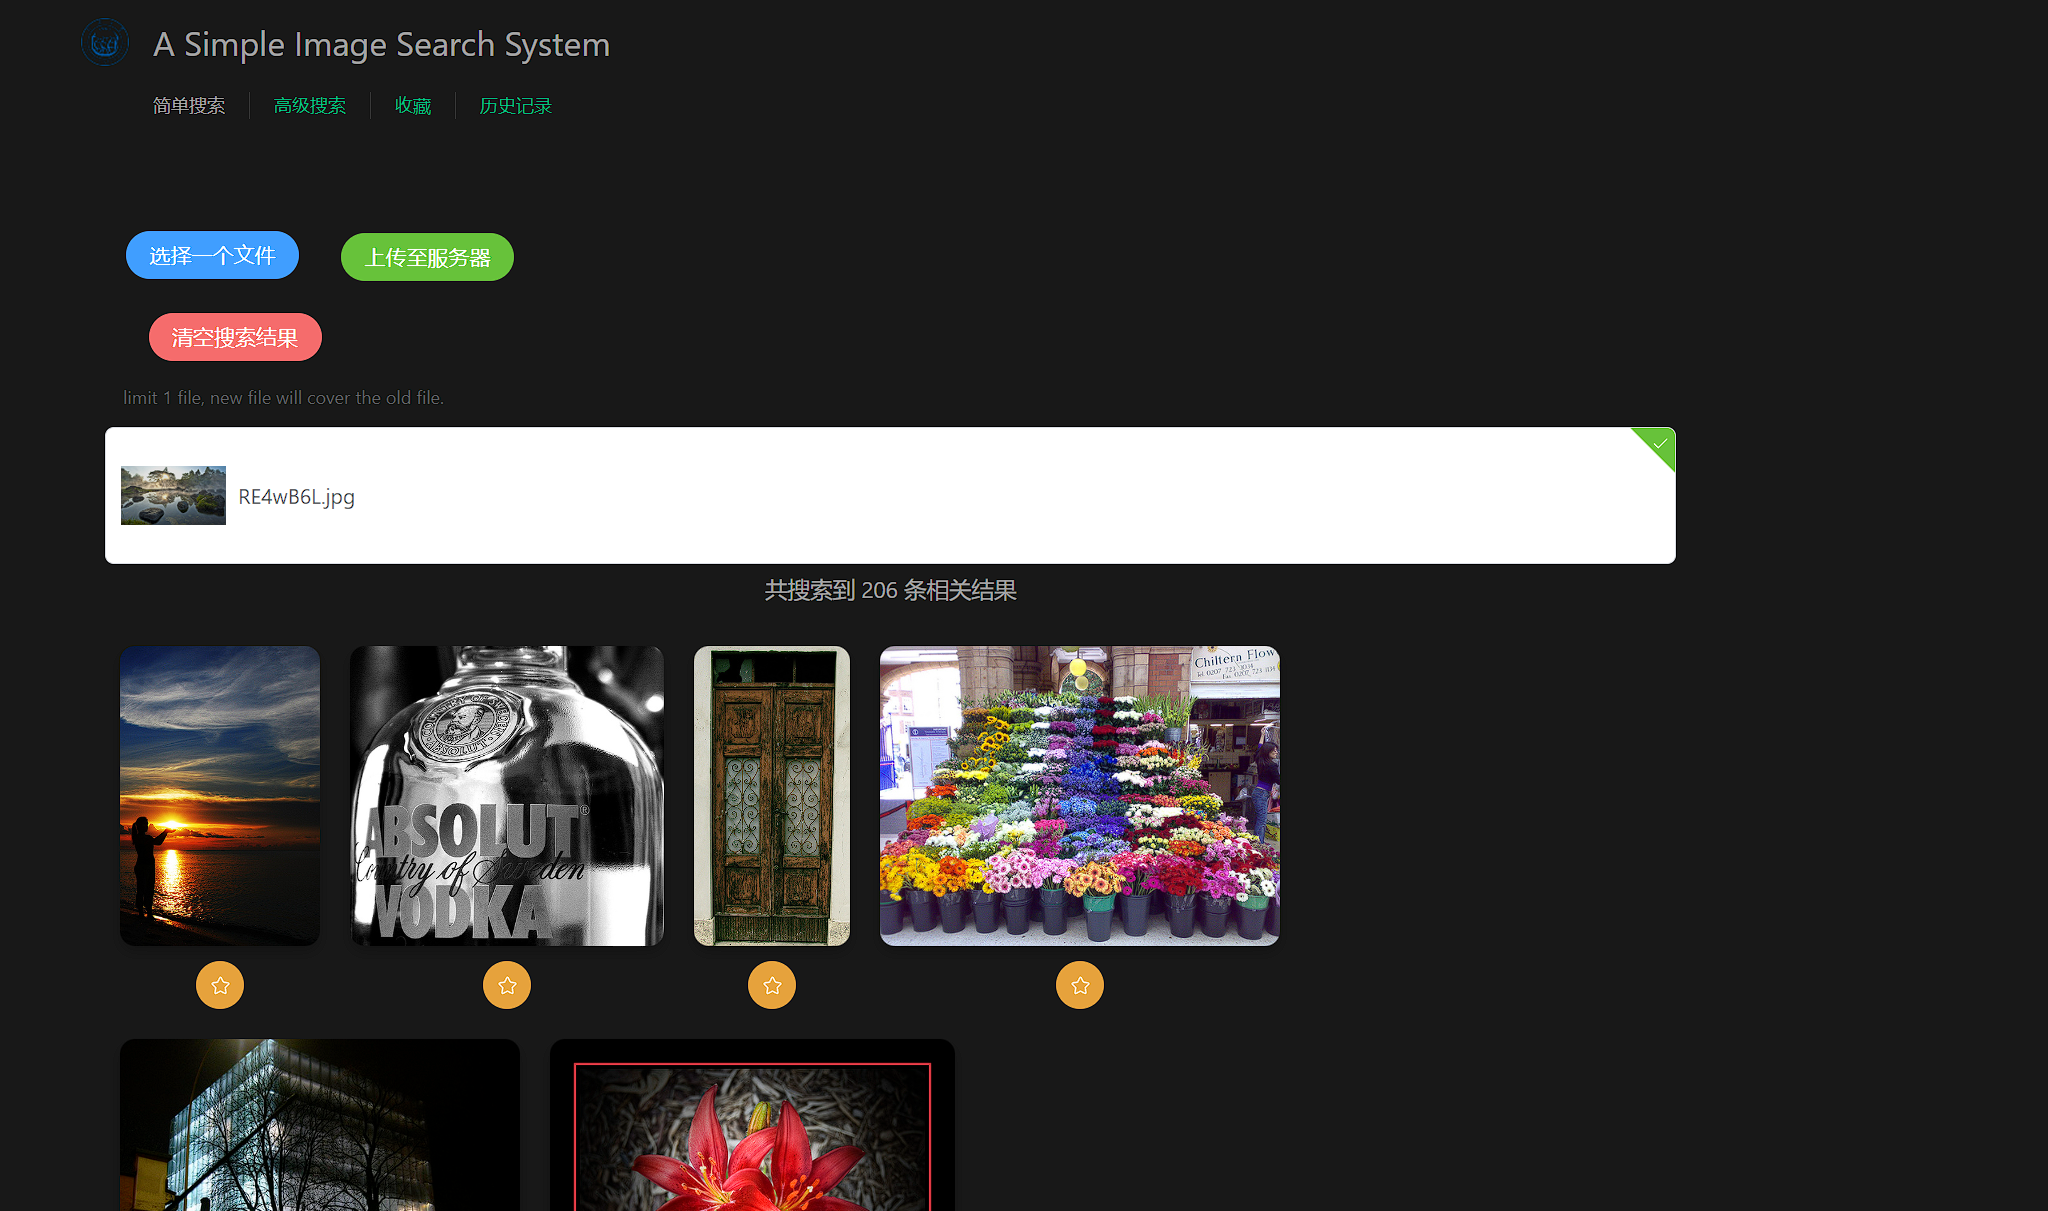 A Simple Image Search System
简单搜索
高级搜索
收藏
历史记录
选择一个文件
上传至服务器
清空搜索结果
limit 1 file, new file will cover the old file.
RE4wB6L.jpg
共搜索到 206 条相关结果
COUNTRY OF SWEDEN
ABSOLUT
Country of Sweden
VODKA
Chiltern Flow